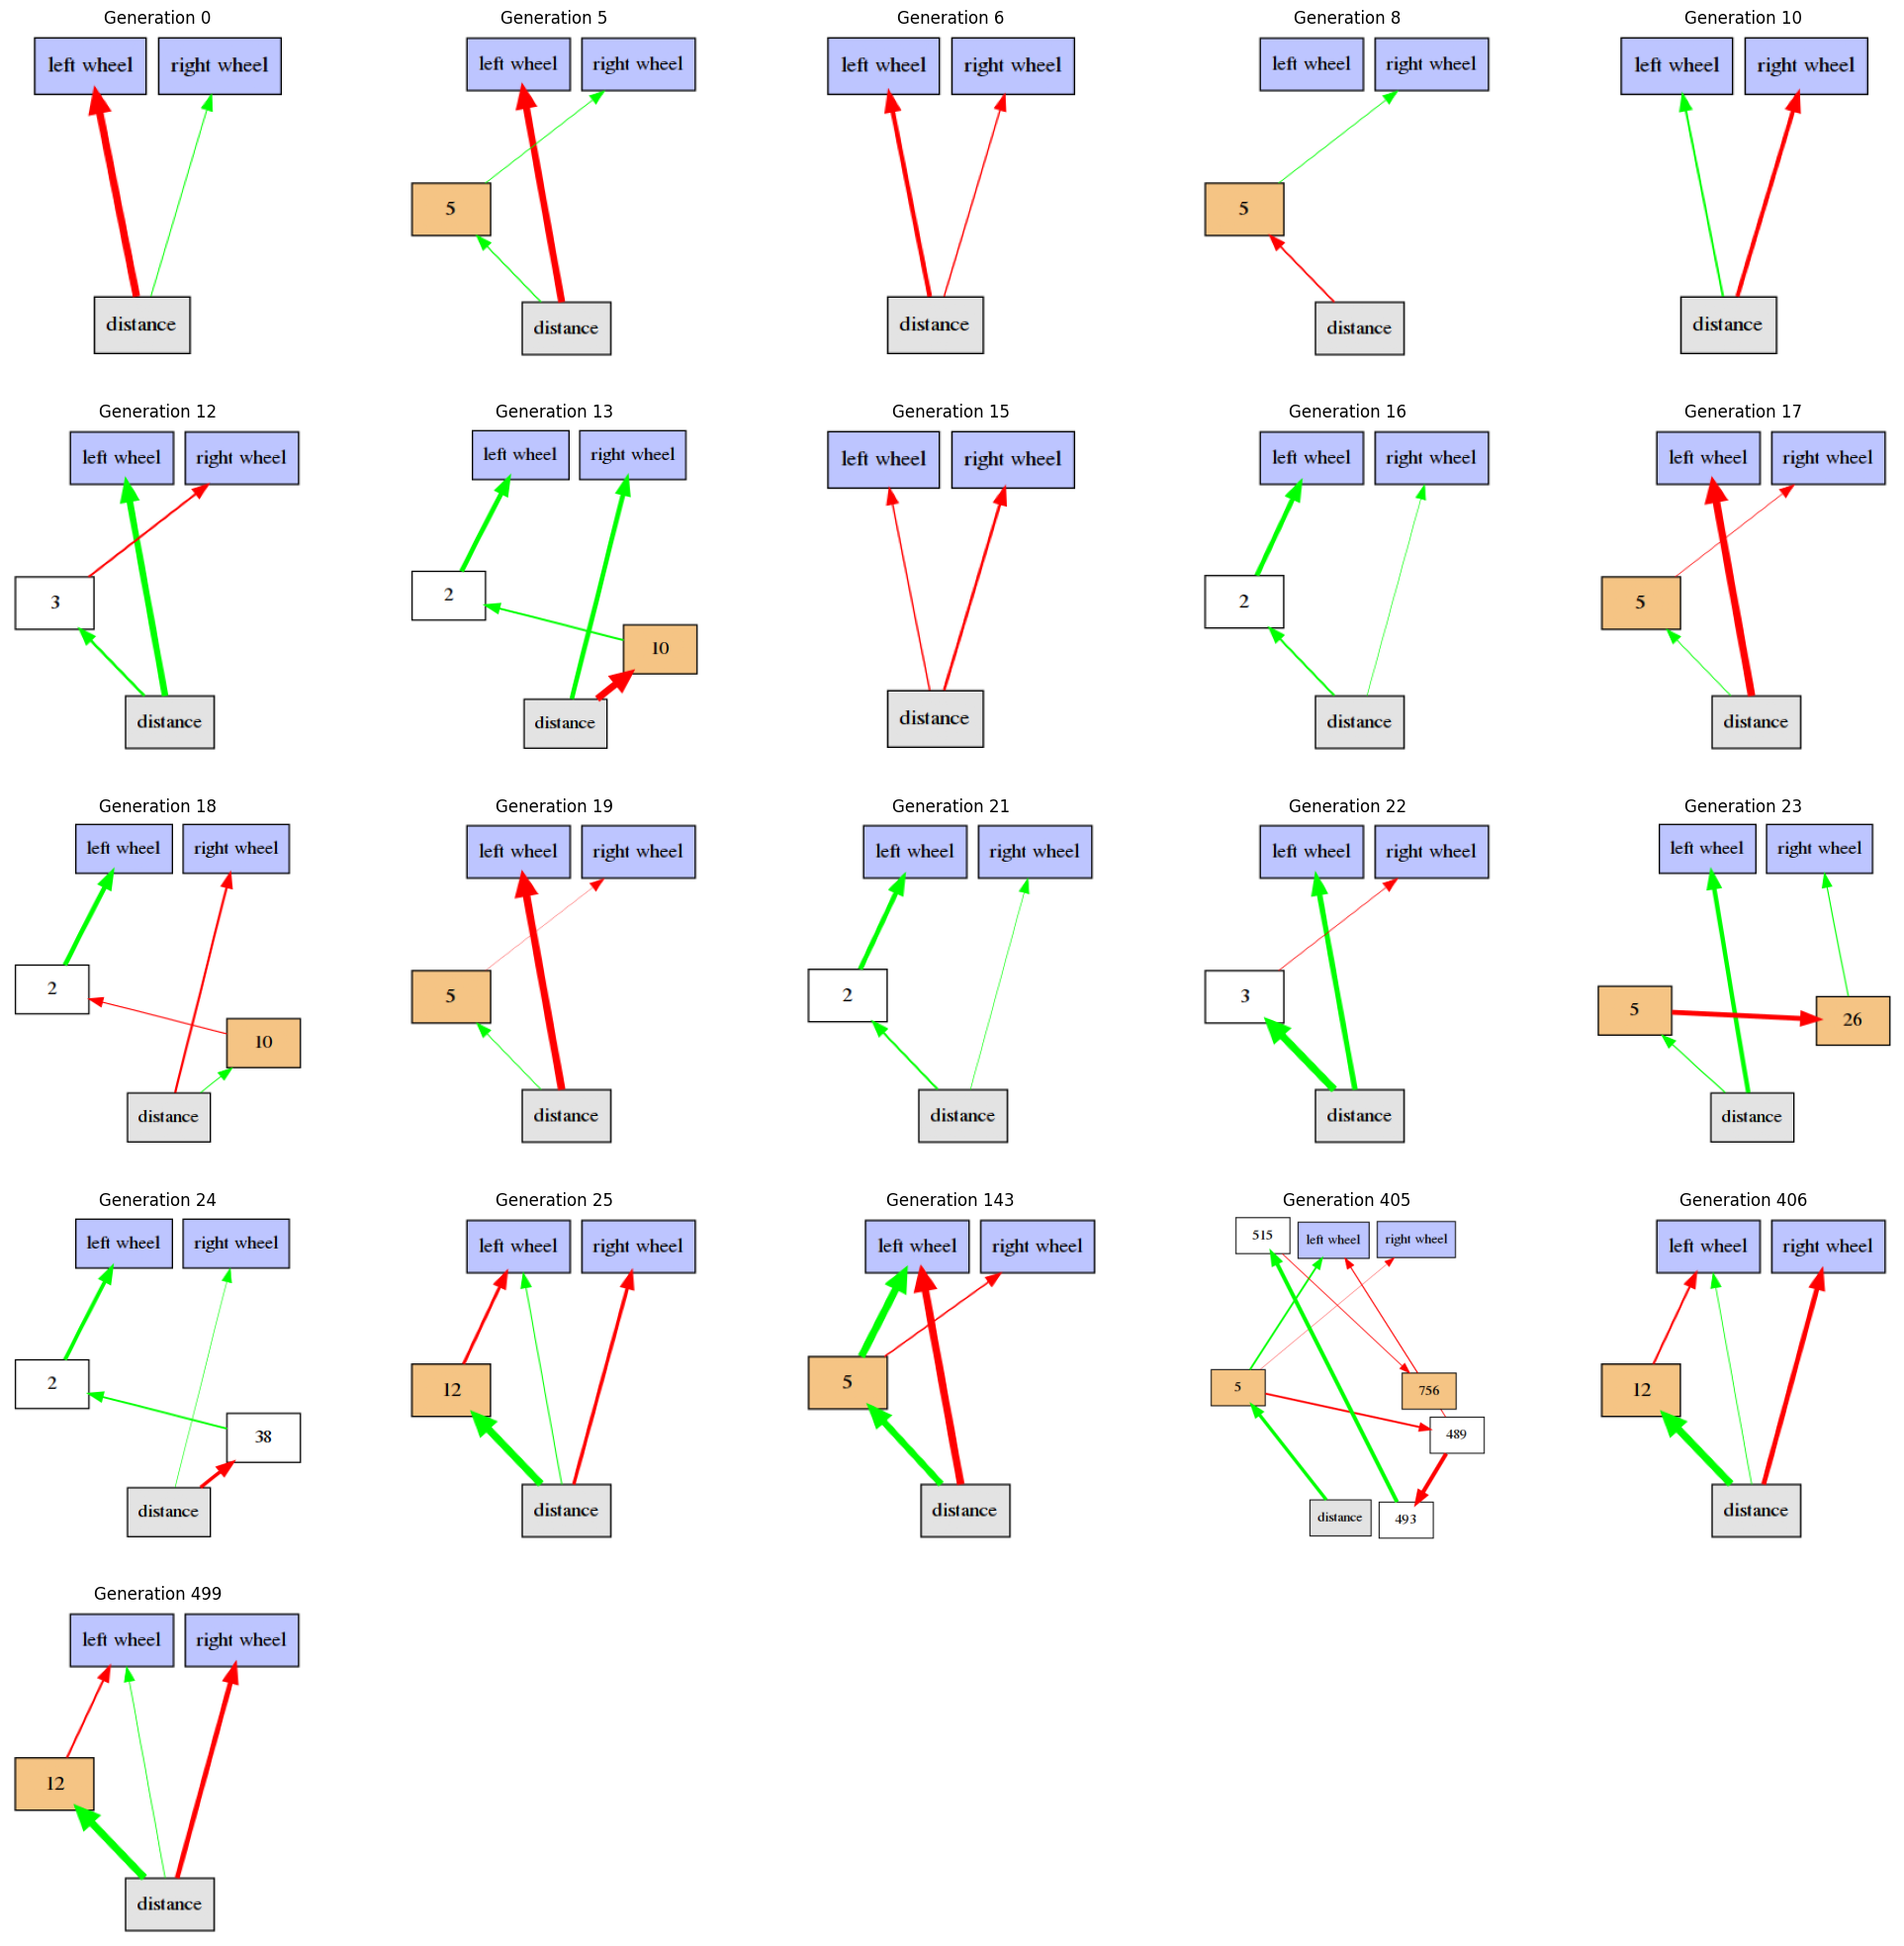 Generation 0
left wheel
right wheel
distance
Generation 5
left wheel
right wheel
5
distance
Generation 6
left wheel
right wheel
distance
Generation 8
left wheel
right wheel
5
distance
Generation 10
left wheel
right wheel
distance
Generation 12
left wheel
right wheel
3
distance
Generation 13
left wheel
right wheel
2
10
distance
Generation 15
left wheel
right wheel
distance
Generation 16
left wheel
right wheel
2
distance
Generation 17
left wheel
right wheel
5
distance
Generation 18
left wheel
right wheel
2
10
distance
Generation 19
left wheel
right wheel
5
distance
Generation 21
left wheel
right wheel
2
distance
Generation 22
left wheel
right wheel
3
distance
Generation 23
left wheel
right wheel
5
26
distance
Generation 24
left wheel
right wheel
2
38
distance
Generation 25
left wheel
right wheel
12
distance
Generation 143
left wheel
right wheel
5
distance
Generation 405
515
left wheel
right wheel
5
756
489
distance
493
Generation 406
left wheel
right wheel
12
distance
Generation 499
left wheel
right wheel
12
distance